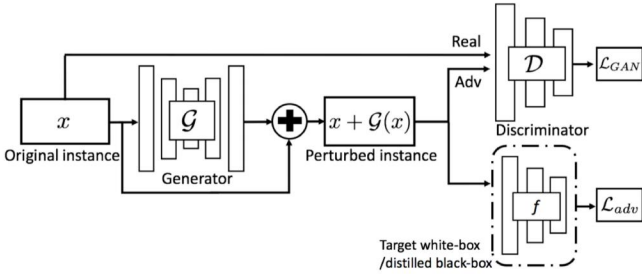 Real
Adv
𝒟
ℒ_GAN
Discriminator
x
Original instance
𝒢
Generator
+
x + 𝒢(x)
Perturbed instance
f
ℒ_adv
Target white-box
/distilled black-box